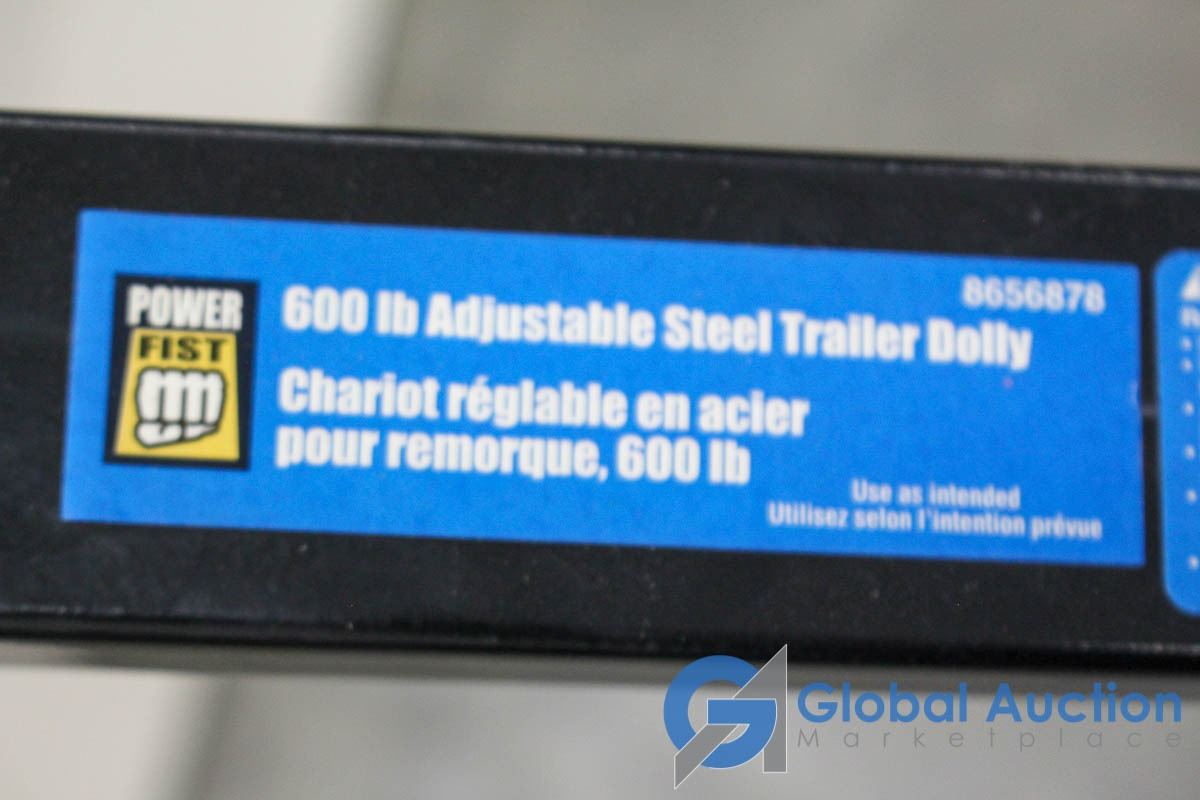 8656878
POWER
FIST
600 lb Adjustable Steel Trailer Dolly
Chariot réglable en acier
pour remorque, 600 lb
Use as intended
Utilisez selon l'intention prévue
Global Auction
Marketplace